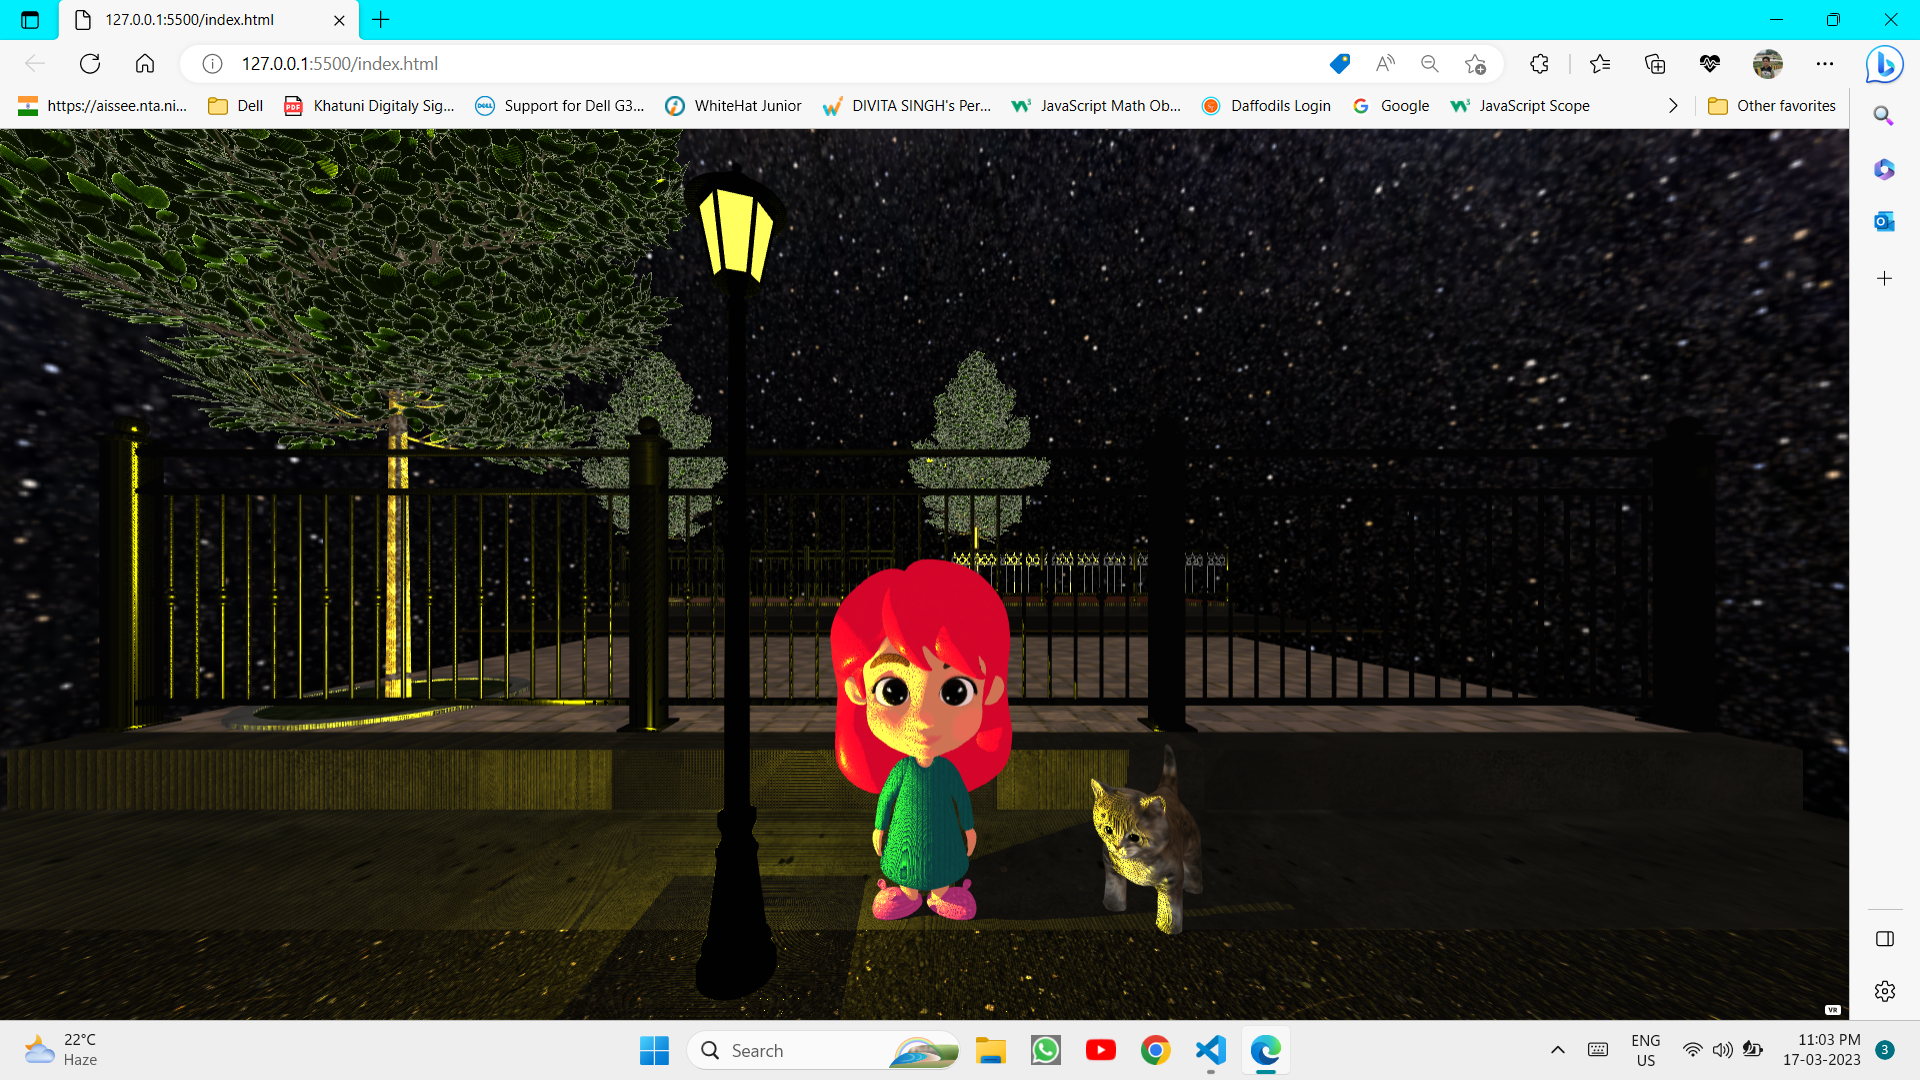 127.0.0.1:5500/index.html
127.0.0.1:5500/index.html
https://aissee.nta.ni... Dell PDF Khatuni Digitaly Sig... DELL Support for Dell G3... WhiteHat Junior DIVITA SINGH's Per... JavaScript Math Ob... Daffodils Login Google JavaScript Scope Other favorites
VR
22°C
Haze
Search
ENG
US
11:03 PM
17-03-2023
3